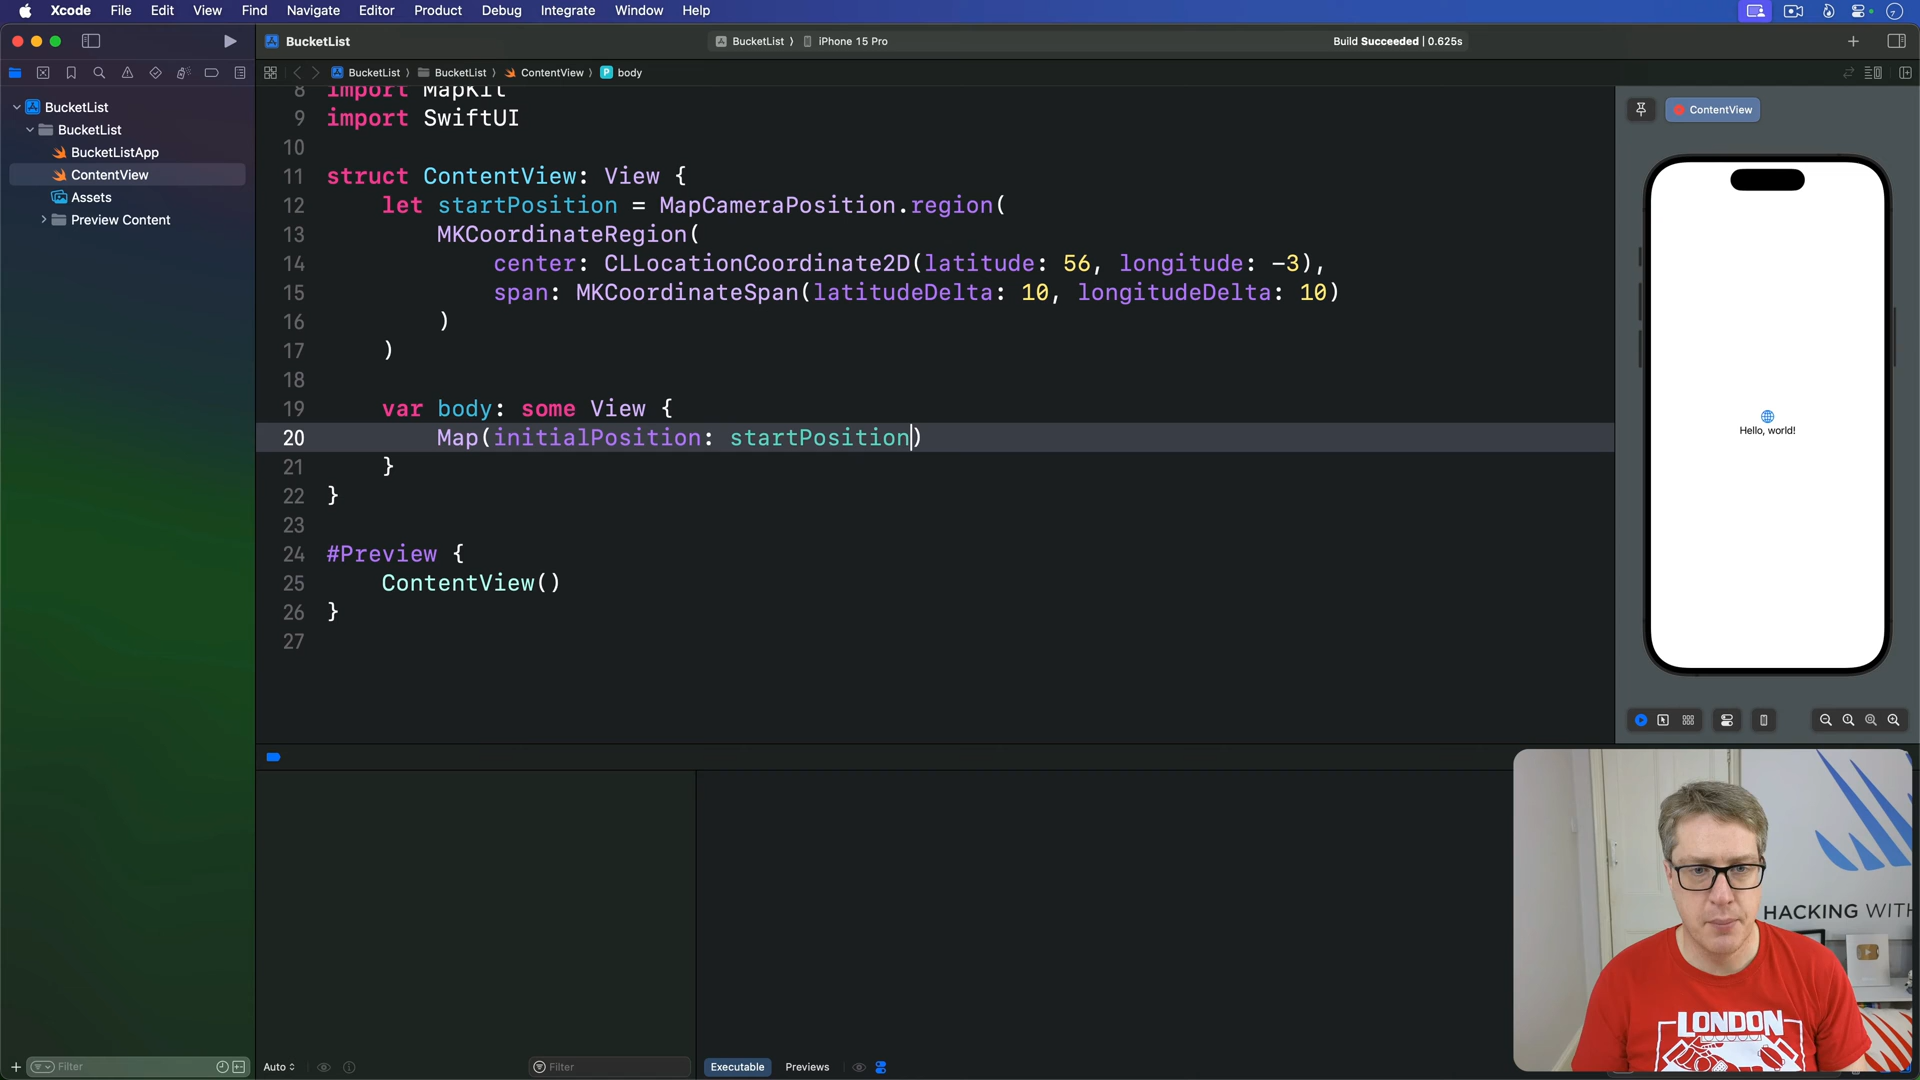 Xcode File Edit View Find Navigate Editor Product Debug Integrate Window Help
BucketList
BucketList 〉 iPhone 15 Pro
Build Succeeded | 0.625s
BucketList 〉 BucketList 〉 ContentView 〉 P body
BucketList
BucketList
BucketListApp
ContentView
Assets
Preview Content
8 import MapKit
9 import SwiftUI
10
11 struct ContentView: View {
12 let startPosition = MapCameraPosition.region(
13 MKCoordinateRegion(
14 center: CLLocationCoordinate2D(latitude: 56, longitude: -3),
15 span: MKCoordinateSpan(latitudeDelta: 10, longitudeDelta: 10)
16 )
17 )
18
19 var body: some View {
20 Map(initialPosition: startPosition)
21 }
22 }
23
24 #Preview {
25 ContentView()
26 }
27
ContentView
Hello, world!
HACKING WITH
LONDON
Filter
Auto
Filter
Executable Previews